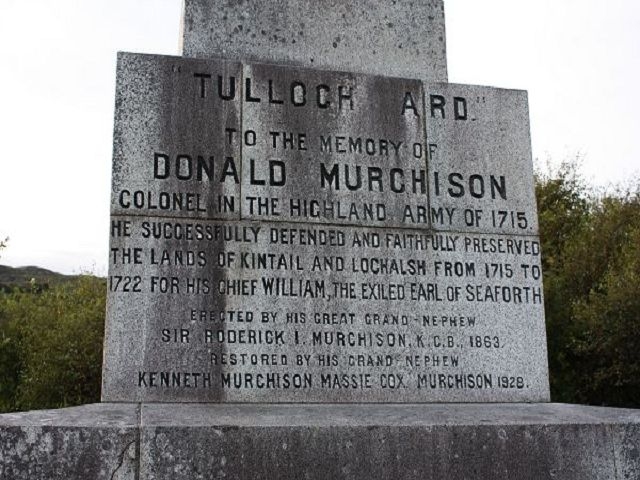 "TULLOCH ARD."
TO THE MEMORY OF
DONALD MURCHISON
COLONEL IN THE HIGHLAND ARMY OF 1715.
HE SUCCESSFULLY DEFENDED AND FAITHFULLY PRESERVED
THE LANDS OF KINTAIL AND LOCHALSH FROM 1715 TO
1722 FOR HIS CHIEF WILLIAM, THE EXILED EARL OF SEAFORTH
ERECTED BY HIS GREAT GRAND-NEPHEW
SIR RODERICK I. MURCHISON, K.C.B., 1863.
RESTORED BY HIS GRAND-NEPHEW
KENNETH MURCHISON MASSIE COX. MURCHISON 1928.